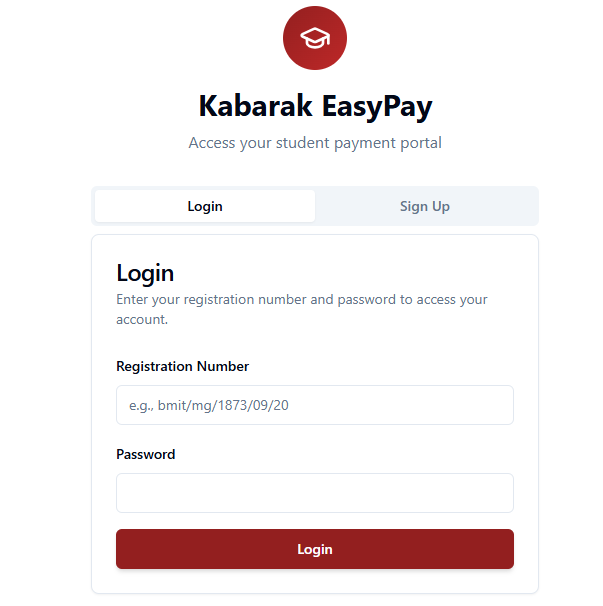 Kabarak EasyPay
Access your student payment portal
Login
Sign Up
Login
Enter your registration number and password to access your
account.
Registration Number
e.g., bmit/mg/1873/09/20
Password
Login